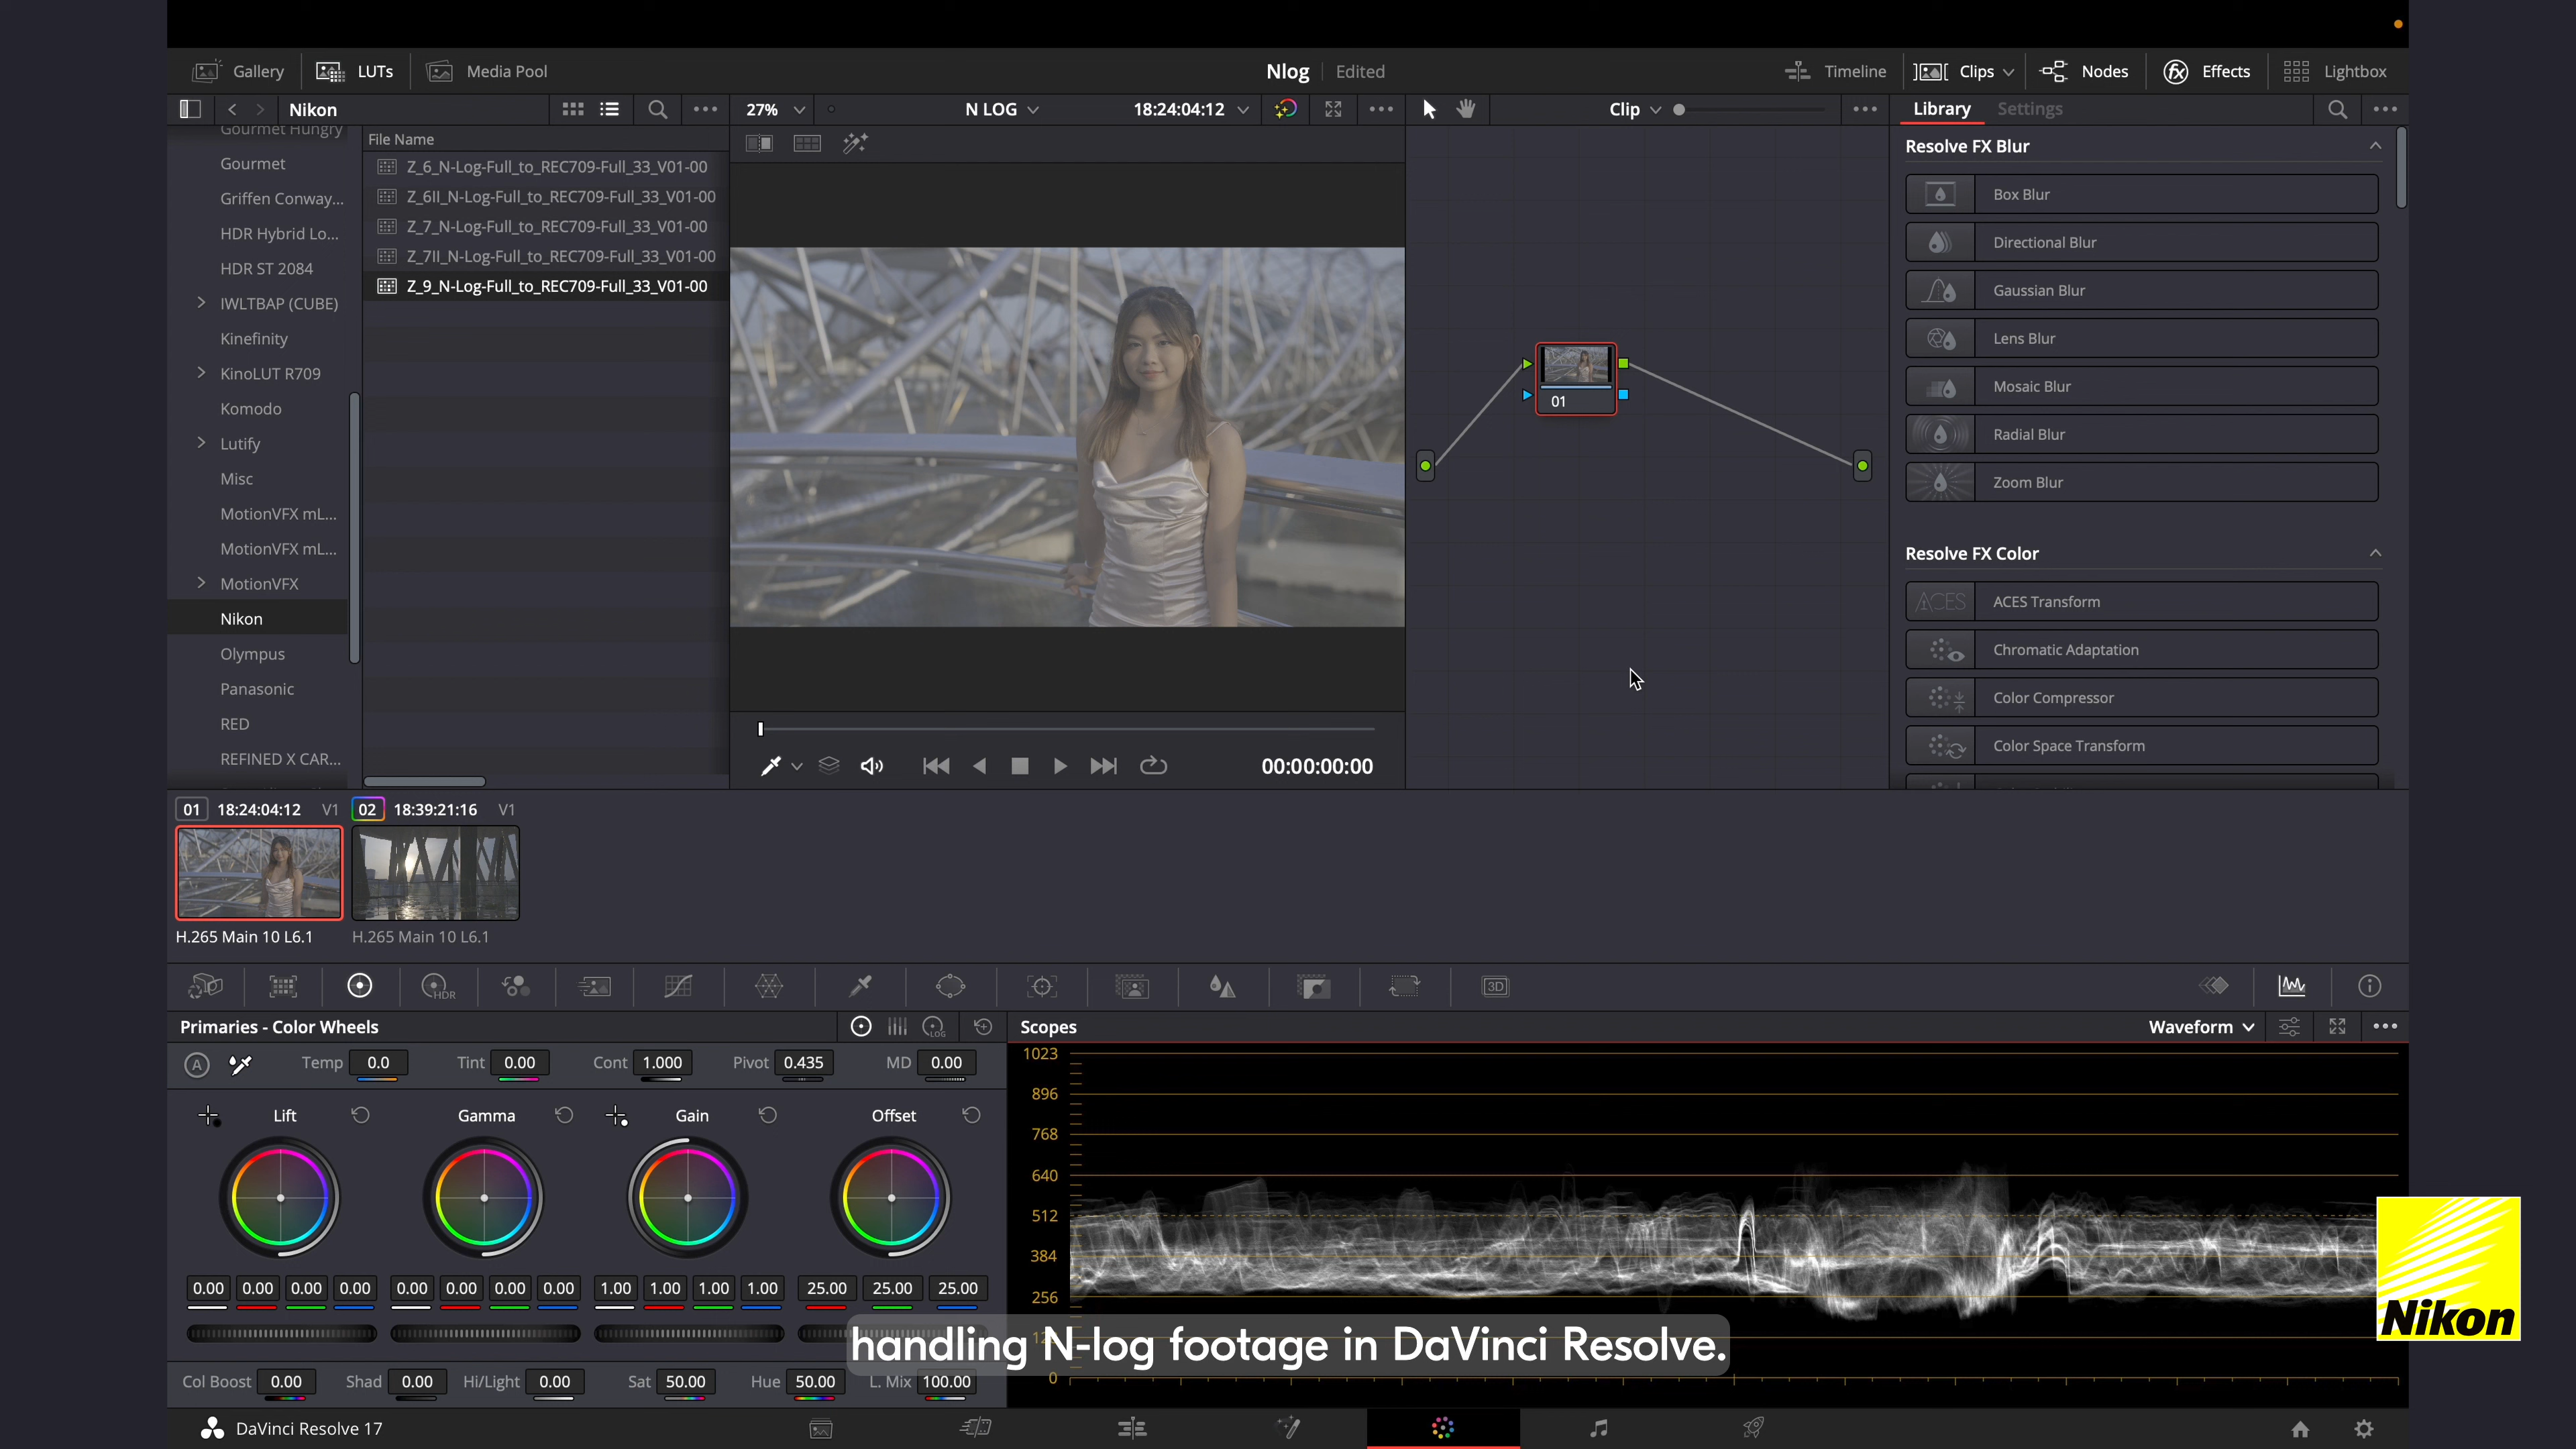 Gallery
LUTs
Media Pool
Nlog
Edited
Timeline
Clips
Nodes
Effects
Lightbox
Nikon
27%
N LOG
18:24:04:12
Clip
Library
Settings
Gourmet Hungry
Gourmet
Griffen Conway...
HDR Hybrid Lo...
HDR ST 2084
IWLTBAP (CUBE)
Kinefinity
KinoLUT R709
Komodo
Lutify
Misc
MotionVFX mL...
MotionVFX mL...
MotionVFX
Nikon
Olympus
Panasonic
RED
REFINED X CAR...
File Name
Z_6_N-Log-Full_to_REC709-Full_33_V01-00
Z_6II_N-Log-Full_to_REC709-Full_33_V01-00
Z_7_N-Log-Full_to_REC709-Full_33_V01-00
Z_7II_N-Log-Full_to_REC709-Full_33_V01-00
Z_9_N-Log-Full_to_REC709-Full_33_V01-00
00:00:00:00
01
Resolve FX Blur
Box Blur
Directional Blur
Gaussian Blur
Lens Blur
Mosaic Blur
Radial Blur
Zoom Blur
Resolve FX Color
ACES
ACES Transform
Chromatic Adaptation
Color Compressor
Color Space Transform
01 18:24:04:12 V1
02 18:39:21:16 V1
H.265 Main 10 L6.1
H.265 Main 10 L6.1
HDR
3D
Primaries - Color Wheels
LOG
A
Temp 0.0
Tint 0.00
Cont 1.000
Pivot 0.435
MD 0.00
Lift
Gamma
Gain
Offset
0.00 0.00 0.00 0.00
0.00 0.00 0.00 0.00
1.00 1.00 1.00 1.00
25.00 25.00 25.00
Col Boost 0.00
Shad 0.00
Hi/Light 0.00
Sat 50.00
Hue 50.00
L. Mix 100.00
Scopes
Waveform
1023
896
768
640
512
384
256
0
handling N-log footage in DaVinci Resolve.
Nikon
DaVinci Resolve 17